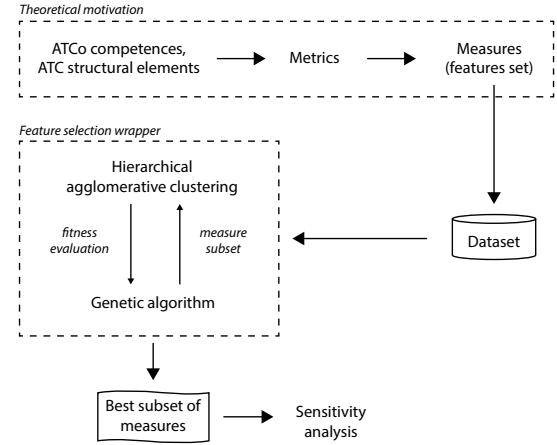 Theoretical motivation
ATCo competences,
ATC structural elements
Metrics
Measures
(features set)
Feature selection wrapper
Hierarchical
agglomerative clustering
fitness
evaluation
measure
subset
Genetic algorithm
Dataset
Best subset of
measures
Sensitivity
analysis